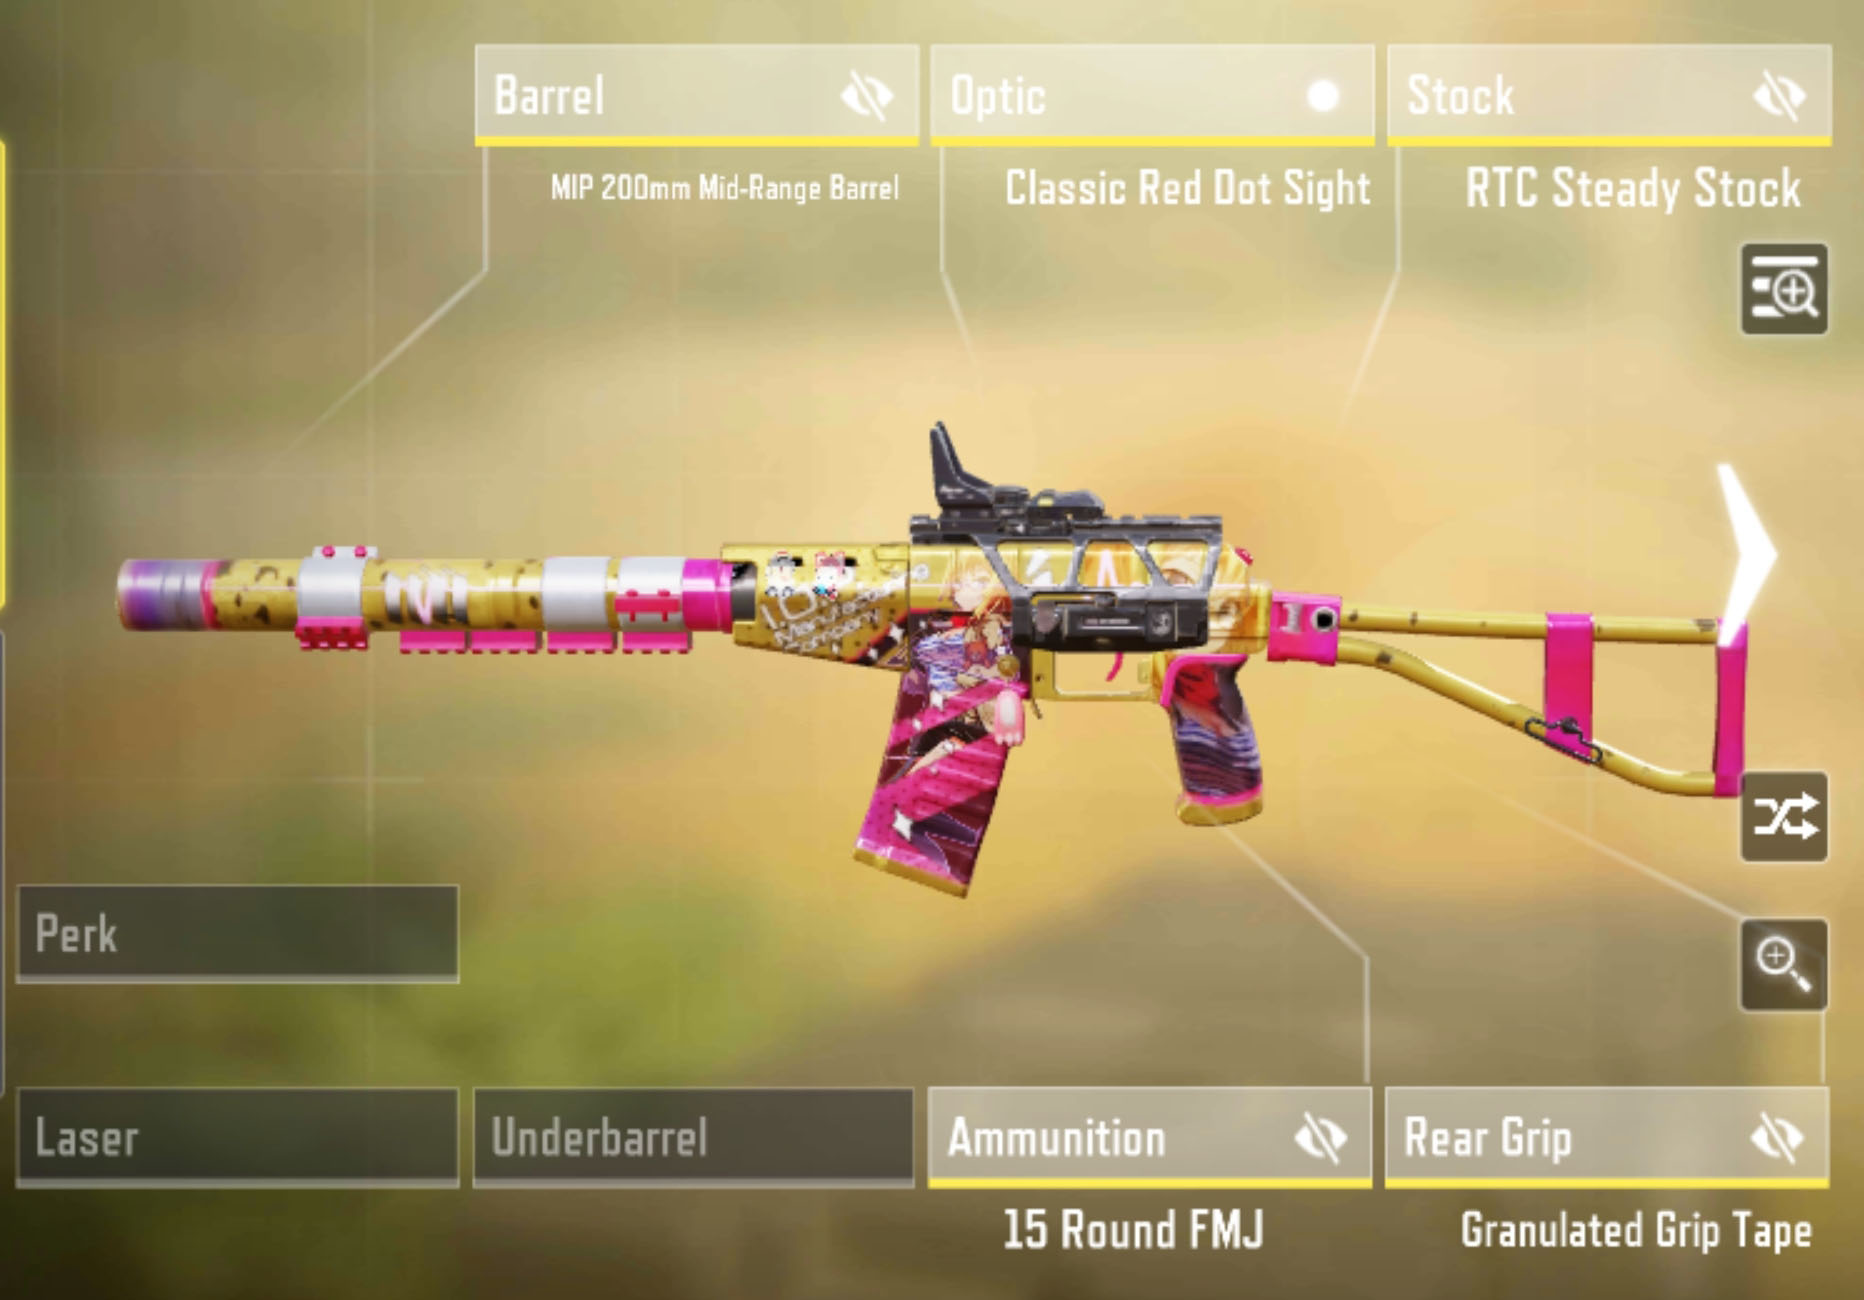 Barrel
Optic
Stock
MIP 200mm Mid-Range Barrel
Classic Red Dot Sight
RTC Steady Stock
Perk
Laser
Underbarrel
Ammunition
Rear Grip
15 Round FMJ
Granulated Grip Tape